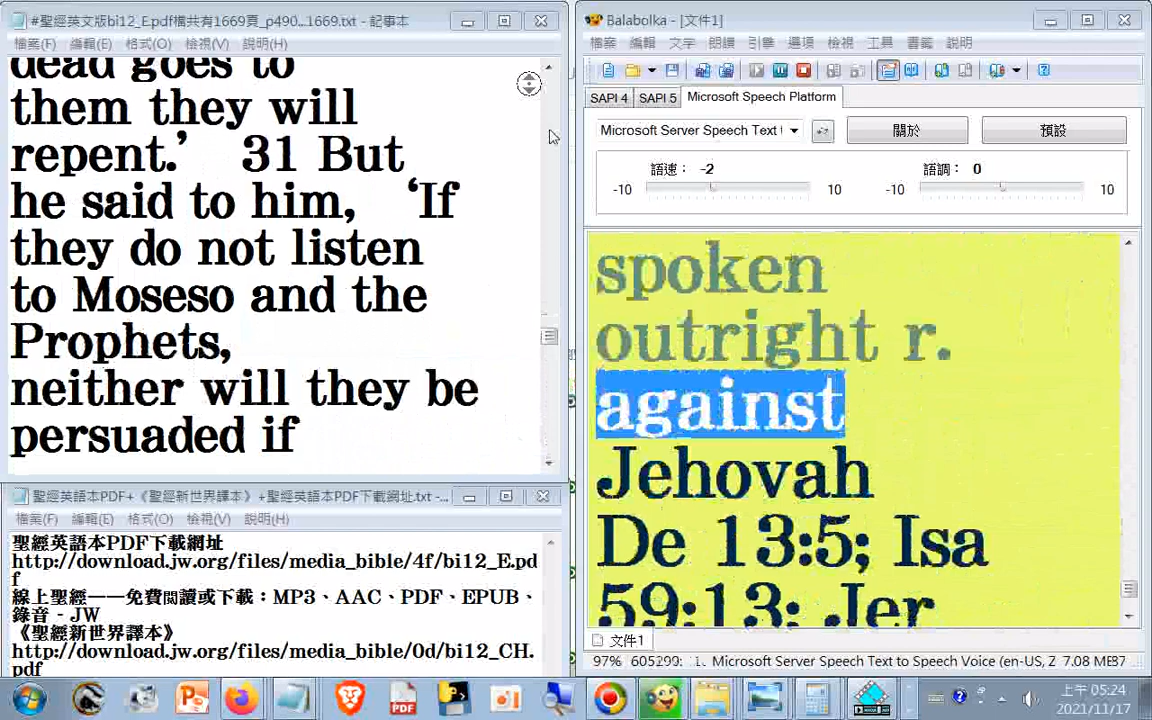 #聖經英文版bi12_Epdf檔共有1669頁_p490...1669.txt - 記事本
檔案(F) 編輯(E) 格式(O) 檢視(V) 說明(H)
dead goes to
them they will
repent.’ 31 But
he said to him, ‘If
they do not listen
to Moseso and the
Prophets,
neither will they be
persuaded if
聖經英語本PDF+《聖經新世界譯本》+聖經英語本PDF下載網址.txt -...
檔案(F) 編輯(E) 格式(O) 檢視(V) 說明(H)
聖經英語本PDF下載網址
http://download.jw.org/files/media_bible/4f/bi12_E.pd
f
線上聖經——免費閱讀或下載：MP3、AAC、PDF、EPUB、
錄音 - JW
《聖經新世界譯本》
http://download.jw.org/files/media_bible/0d/bi12_CH.
pdf
Balabolka - [文件1]
檔案 編輯 文字 朗讀 引擎 選項 檢視 工具 書籤 說明
SAPI 4 SAPI 5 Microsoft Speech Platform
Microsoft Server Speech Text 關於 預設
語速： -2 語調： 0
-10 10 -10 10
spoken
outright r.
against
Jehovah
De 13:5; Isa
59:13; Jer
文件1
97% 605299: 1. Microsoft Server Speech Text to Speech Voice (en-US, Z 7.08 MB
上午 05:24
2021/11/17